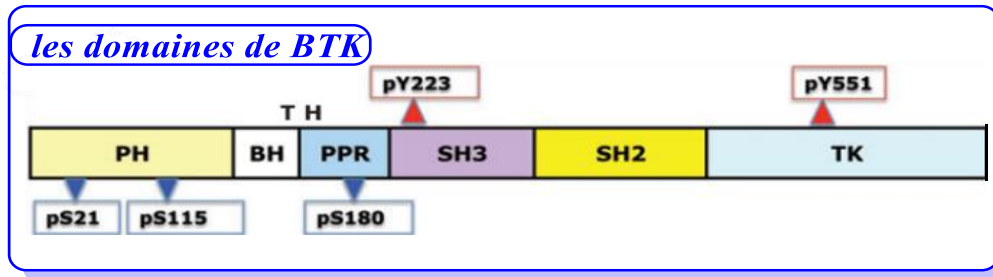 les domaines de BTK
pY223 pY551
T H
PH BH PPR SH3 SH2 TK
pS21 pS115 pS180